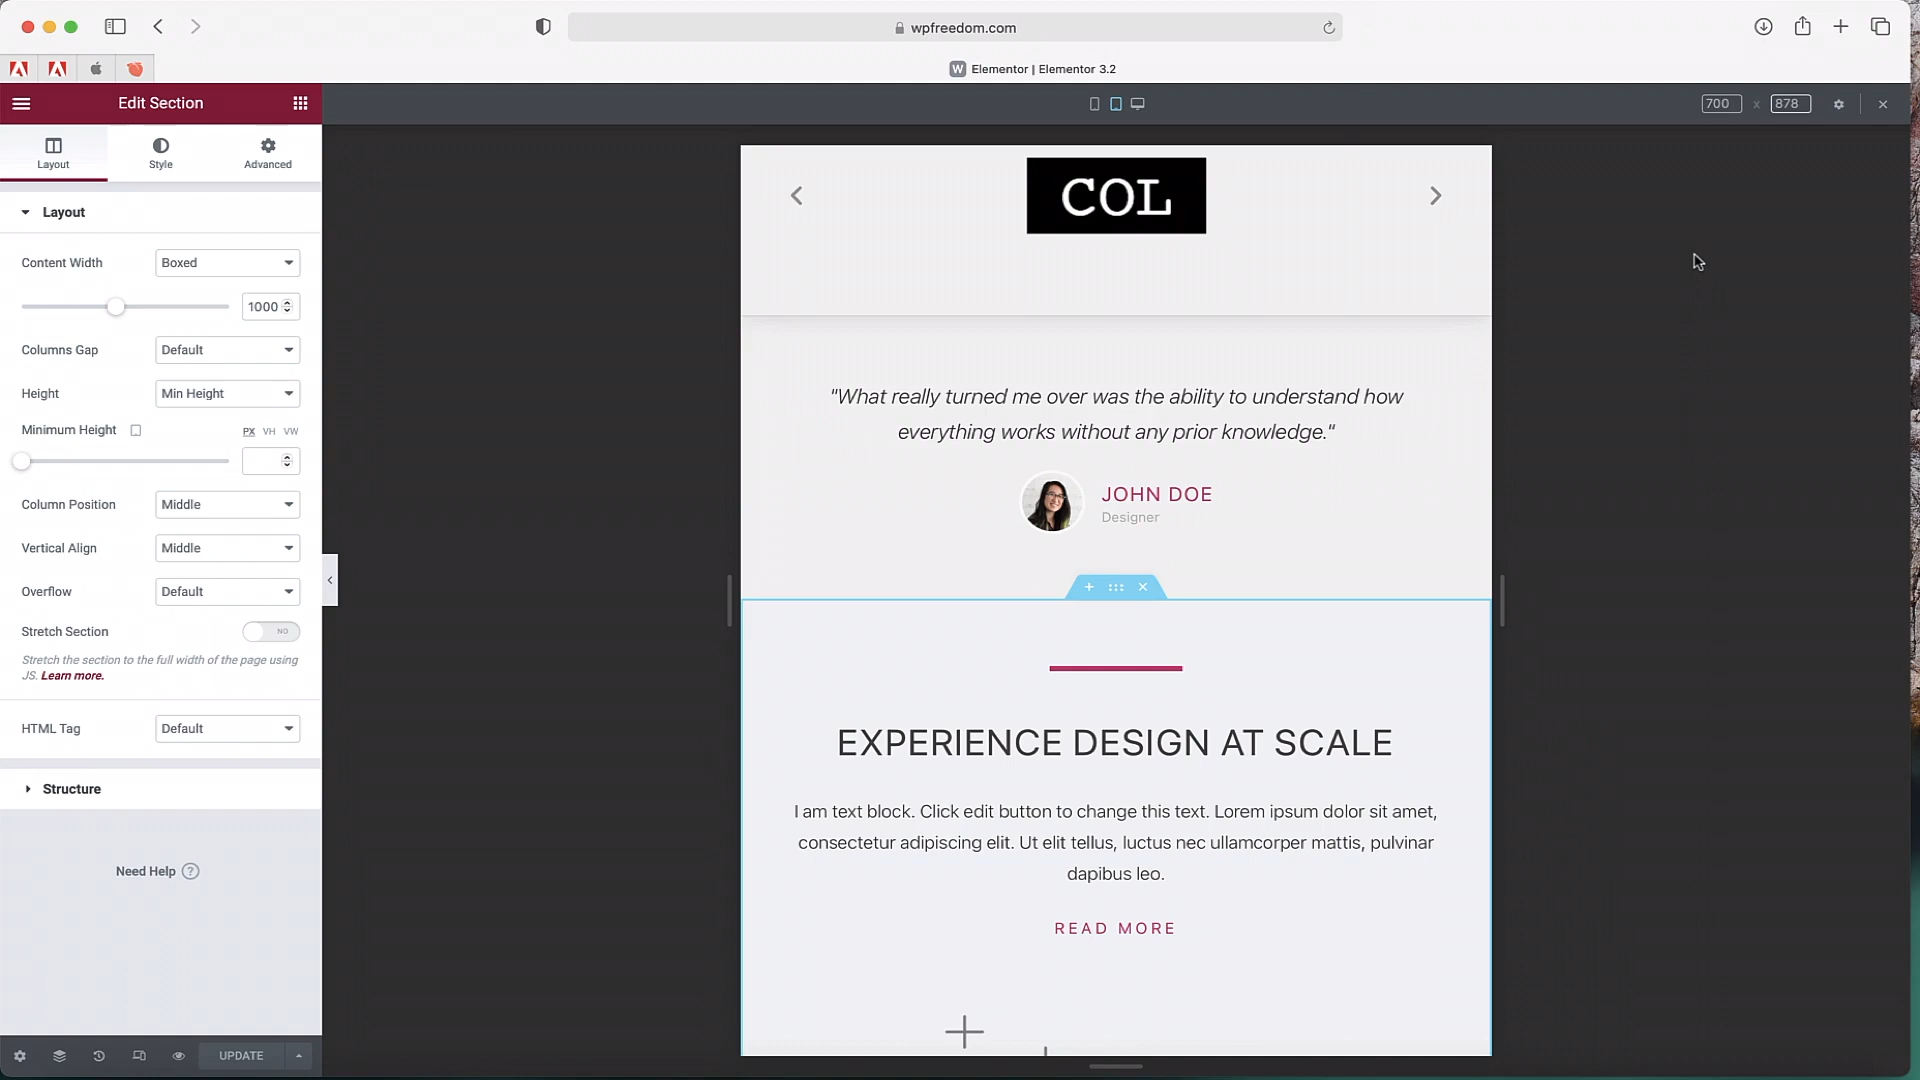 wpfreedom.com
W Elementor | Elementor 3.2
Edit Section
700 x 878
Layout
Style
Advanced
Layout
Content Width
Boxed
1000
Columns Gap
Default
Height
Min Height
Minimum Height
PX VH VW
Column Position
Middle
Vertical Align
Middle
Overflow
Default
Stretch Section
NO
Stretch the section to the full width of the page using
JS. Learn more.
HTML Tag
Default
Structure
Need Help ?
UPDATE
COL
"What really turned me over was the ability to understand how
everything works without any prior knowledge."
JOHN DOE
Designer
EXPERIENCE DESIGN AT SCALE
I am text block. Click edit button to change this text. Lorem ipsum dolor sit amet,
consectetur adipiscing elit. Ut elit tellus, luctus nec ullamcorper mattis, pulvinar
dapibus leo.
READ MORE